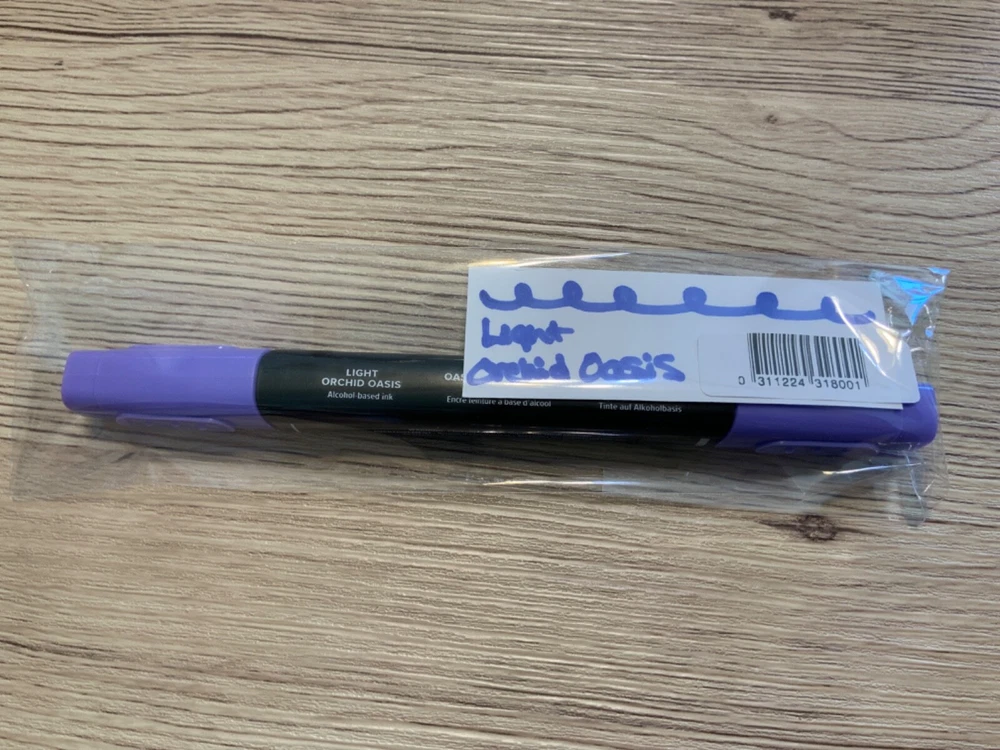 Light
Orchid Oasis
0 311224 318001
LIGHT
ORCHID OASIS
Alcohol-based ink
Encre teinture à base d'alcool
Tinte auf Alkoholbasis